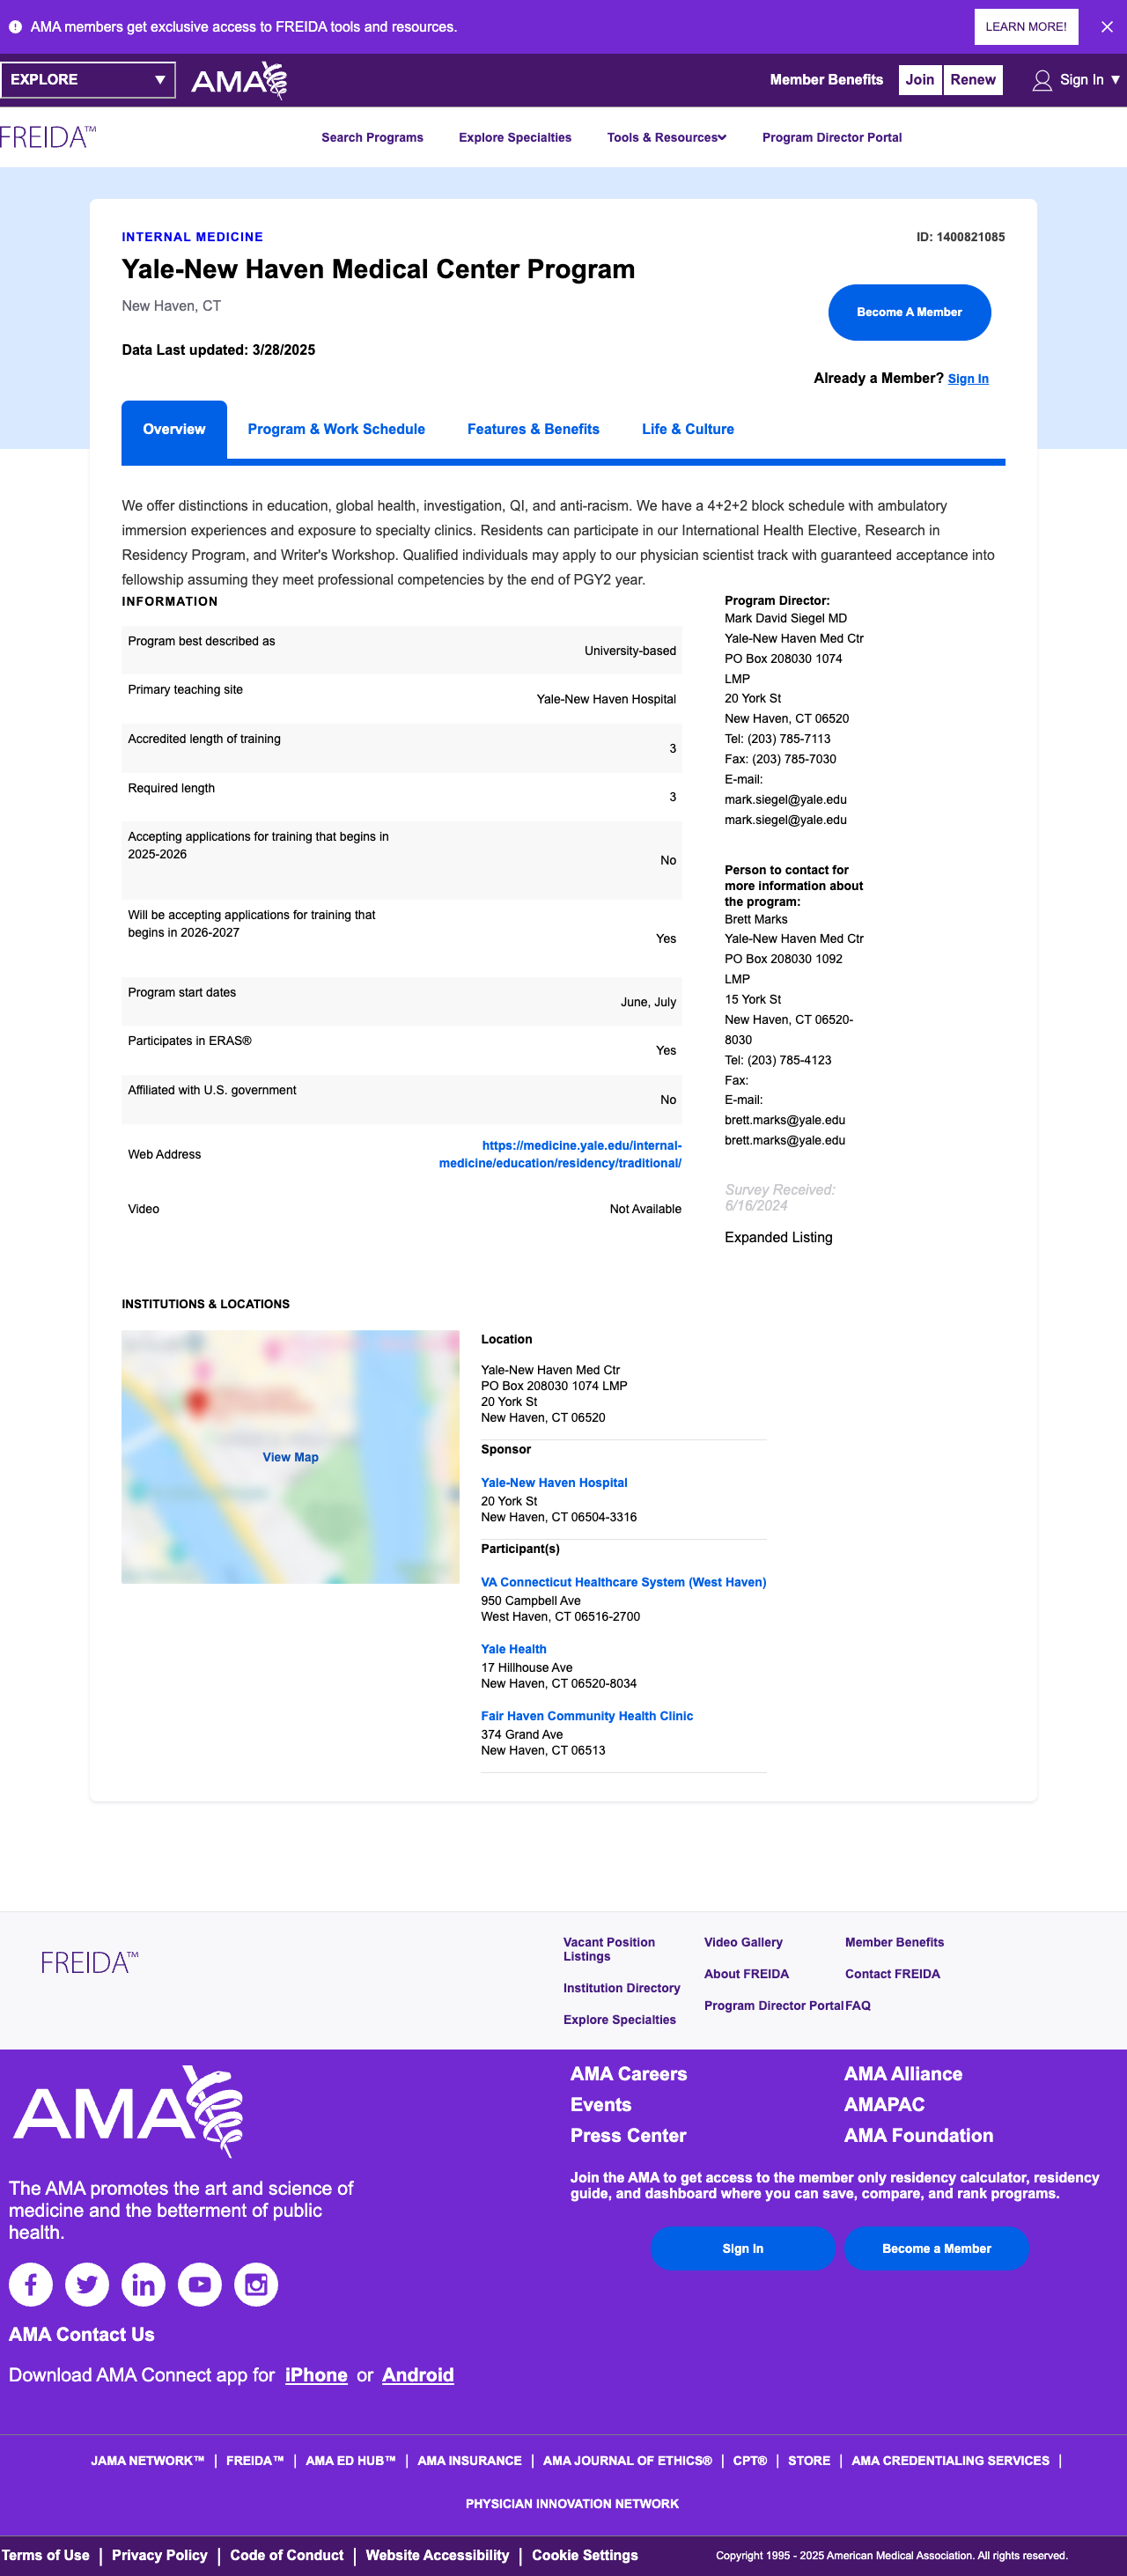 AMA members get exclusive access to FREIDA tools and resources.
LEARN MORE!
EXPLORE
AMA
Member Benefits
Join
Renew
Sign In
FREIDA™
Search Programs
Explore Specialties
Tools & Resources
Program Director Portal
INTERNAL MEDICINE
ID: 1400821085
Yale-New Haven Medical Center Program
New Haven, CT
Become A Member
Data Last updated: 3/28/2025
Already a Member? Sign In
Overview
Program & Work Schedule
Features & Benefits
Life & Culture
We offer distinctions in education, global health, investigation, QI, and anti-racism. We have a 4+2+2 block schedule with ambulatory
immersion experiences and exposure to specialty clinics. Residents can participate in our International Health Elective, Research in
Residency Program, and Writer's Workshop. Qualified individuals may apply to our physician scientist track with guaranteed acceptance into
fellowship assuming they meet professional competencies by the end of PGY2 year.
INFORMATION
Program best described as
University-based
Primary teaching site
Yale-New Haven Hospital
Accredited length of training
3
Required length
3
Accepting applications for training that begins in
2025-2026
No
Will be accepting applications for training that
begins in 2026-2027
Yes
Program start dates
June, July
Participates in ERAS®
Yes
Affiliated with U.S. government
No
Web Address
https://medicine.yale.edu/internal-
medicine/education/residency/traditional/
Video
Not Available
Program Director:
Mark David Siegel MD
Yale-New Haven Med Ctr
PO Box 208030 1074
LMP
20 York St
New Haven, CT 06520
Tel: (203) 785-7113
Fax: (203) 785-7030
E-mail:
mark.siegel@yale.edu
mark.siegel@yale.edu
Person to contact for
more information about
the program:
Brett Marks
Yale-New Haven Med Ctr
PO Box 208030 1092
LMP
15 York St
New Haven, CT 06520-
8030
Tel: (203) 785-4123
Fax:
E-mail:
brett.marks@yale.edu
brett.marks@yale.edu
Survey Received:
6/16/2024
Expanded Listing
INSTITUTIONS & LOCATIONS
View Map
Location
Yale-New Haven Med Ctr
PO Box 208030 1074 LMP
20 York St
New Haven, CT 06520
Sponsor
Yale-New Haven Hospital
20 York St
New Haven, CT 06504-3316
Participant(s)
VA Connecticut Healthcare System (West Haven)
950 Campbell Ave
West Haven, CT 06516-2700
Yale Health
17 Hillhouse Ave
New Haven, CT 06520-8034
Fair Haven Community Health Clinic
374 Grand Ave
New Haven, CT 06513
FREIDA™
Vacant Position
Listings
Institution Directory
Explore Specialties
Video Gallery
About FREIDA
Program Director Portal
Member Benefits
Contact FREIDA
FAQ
AMA
The AMA promotes the art and science of
medicine and the betterment of public
health.
AMA Contact Us
Download AMA Connect app for iPhone or Android
AMA Careers
Events
Press Center
AMA Alliance
AMAPAC
AMA Foundation
Join the AMA to get access to the member only residency calculator, residency
guide, and dashboard where you can save, compare, and rank programs.
Sign In
Become a Member
JAMA NETWORK™ | FREIDA™ | AMA ED HUB™ | AMA INSURANCE | AMA JOURNAL OF ETHICS® | CPT® | STORE | AMA CREDENTIALING SERVICES |
PHYSICIAN INNOVATION NETWORK
Terms of Use | Privacy Policy | Code of Conduct | Website Accessibility | Cookie Settings
Copyright 1995 - 2025 American Medical Association. All rights reserved.